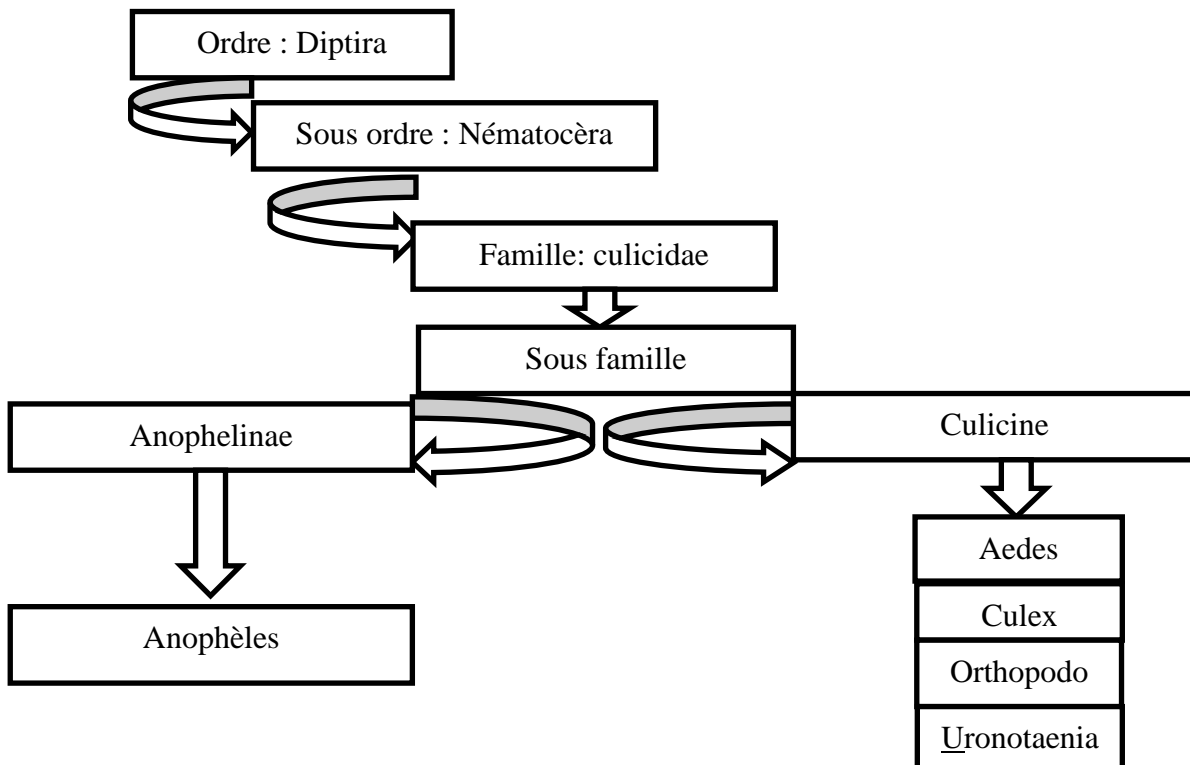 Ordre : Diptira
Sous ordre : Nématocèra
Famille: culicidae
Sous famille
Anophelinae
Culicine
Anophèles
Aedes
Culex
Orthopodo
Uronotaenia